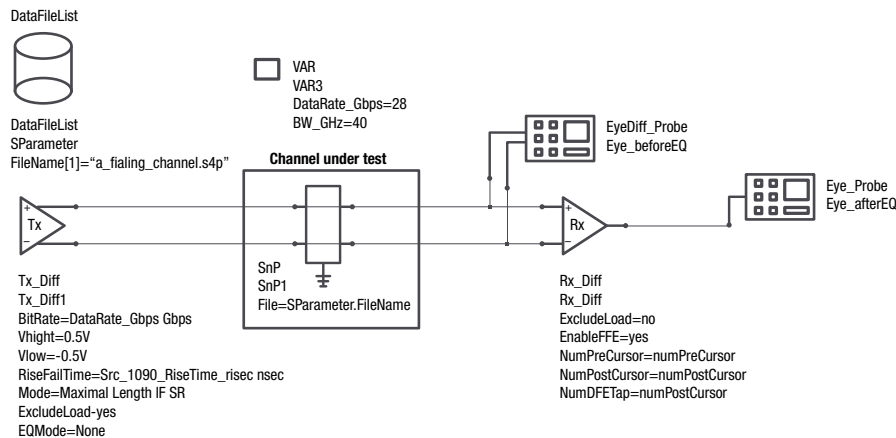 DataFileList
DataFileList
SParameter
FileName[1]=“a_fialing_channel.s4p”
VAR
VAR3
DataRate_Gbps=28
BW_GHz=40
Channel under test
EyeDiff_Probe
Eye_beforeEQ
Eye_Probe
Eye_afterEQ
+
Tx
–
+
Rx
–
SnP
SnP1
File=SParameter.FileName
Tx_Diff
Tx_Diff1
BitRate=DataRate_Gbps Gbps
Vhight=0.5V
Vlow=-0.5V
RiseFailTime=Src_1090_RiseTime_risec nsec
Mode=Maximal Length IF SR
ExcludeLoad-yes
EQMode=None
Rx_Diff
Rx_Diff
ExcludeLoad=no
EnableFFE=yes
NumPreCursor=numPreCursor
NumPostCursor=numPostCursor
NumDFETap=numPostCursor